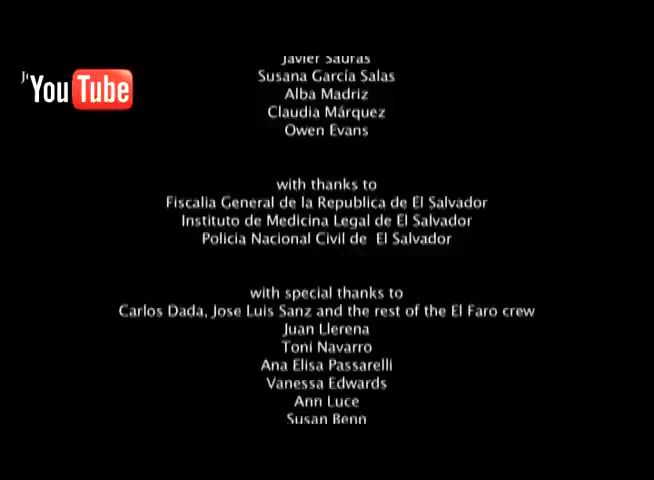 Javier Sauras
YouTube
Susana García Salas
Alba Madriz
Claudia Márquez
Owen Evans
with thanks to
Fiscalia General de la Republica de El Salvador
Instituto de Medicina Legal de El Salvador
Policia Nacional Civil de El Salvador
with special thanks to
Carlos Dada, Jose Luis Sanz and the rest of the El Faro crew
Juan Llerena
Toni Navarro
Ana Elisa Passarelli
Vanessa Edwards
Ann Luce
Susan Benn